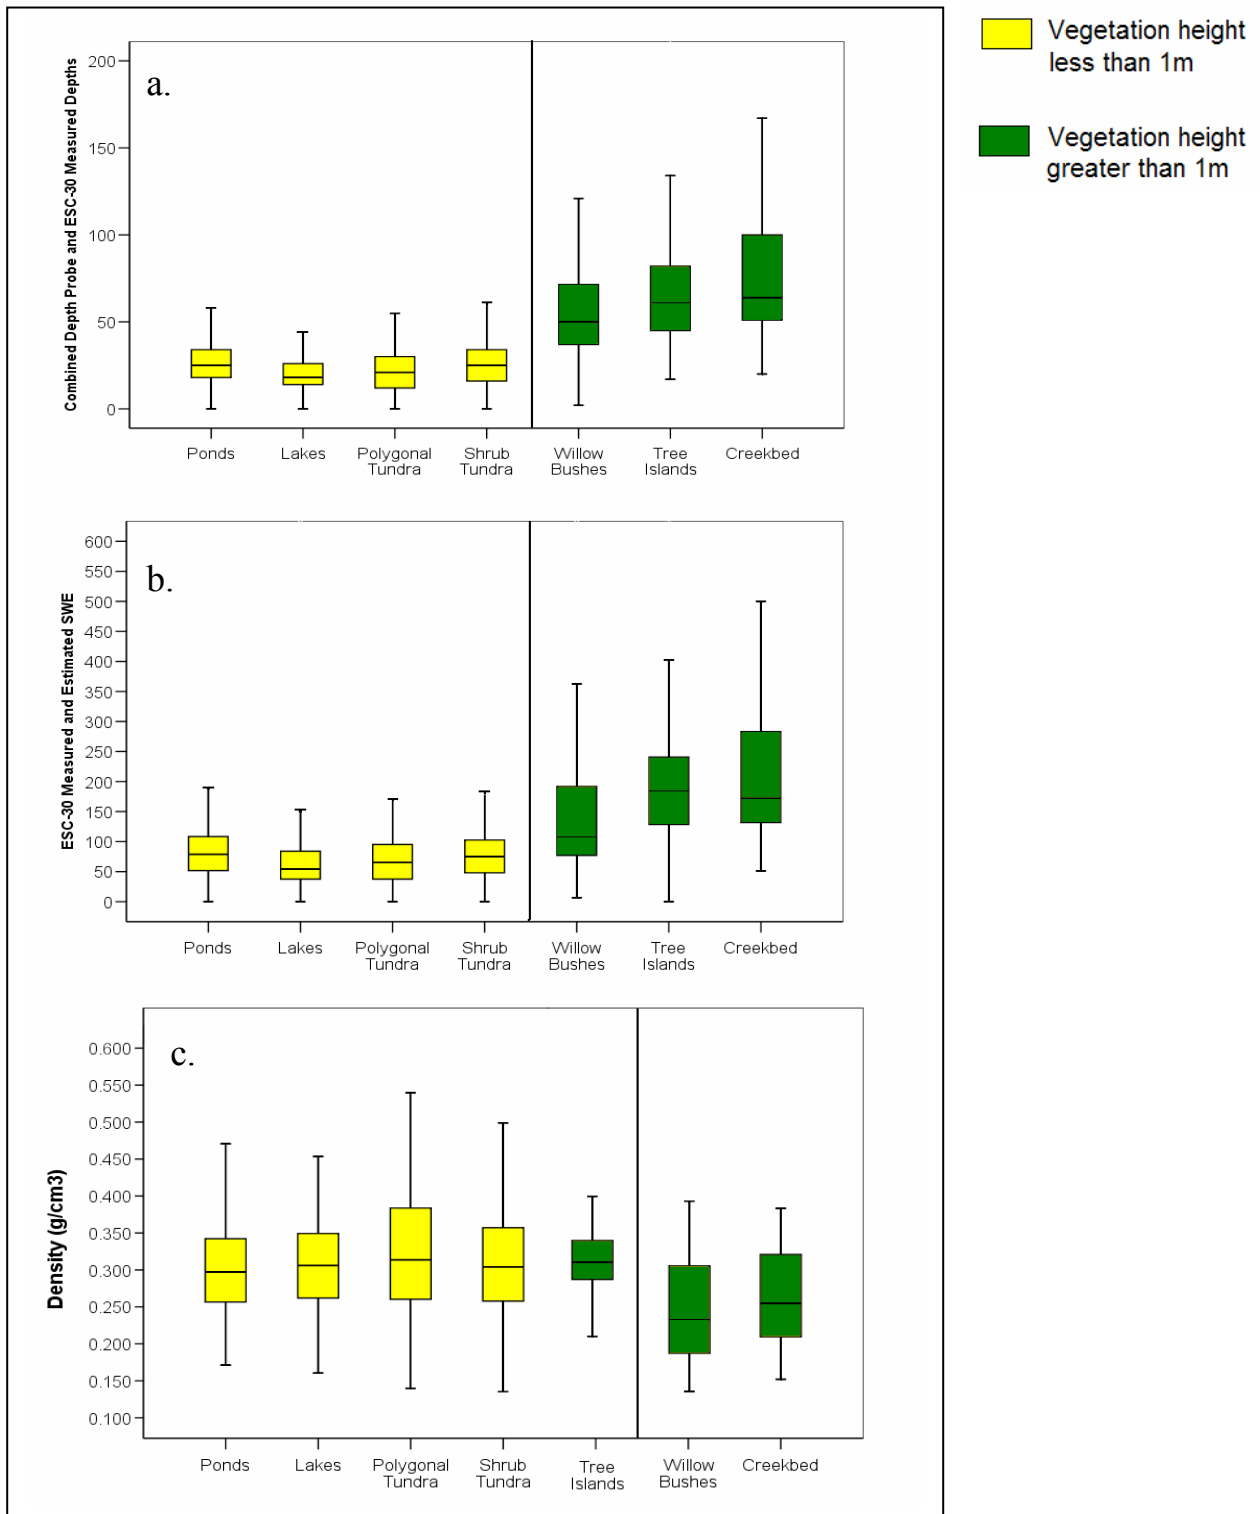 Vegetation height
less than 1m
Vegetation height
greater than 1m
a.
Combined Depth Probe and ESC-30 Measured Depths
200
150
100
50
0
Ponds
Lakes
Polygonal
Tundra
Shrub
Tundra
Willow
Bushes
Tree
Islands
Creekbed
b.
ESC-30 Measured and Estimated SWE
600
550
500
450
400
350
300
250
200
150
100
50
0
Ponds
Lakes
Polygonal
Tundra
Shrub
Tundra
Willow
Bushes
Tree
Islands
Creekbed
c.
Density (g/cm3)
0.600
0.550
0.500
0.450
0.400
0.350
0.300
0.250
0.200
0.150
0.100
Ponds
Lakes
Polygonal
Tundra
Shrub
Tundra
Tree
Islands
Willow
Bushes
Creekbed